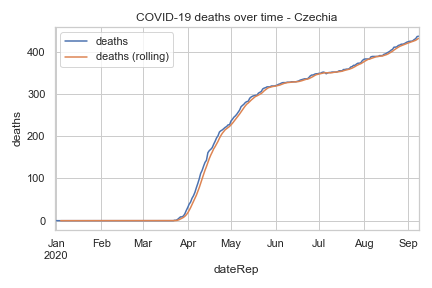 COVID-19 deaths over time - Czechia
deaths
deaths (rolling)
400
300
200
100
0
deaths
Jan Feb Mar Apr May Jun Jul Aug Sep
2020
dateRep